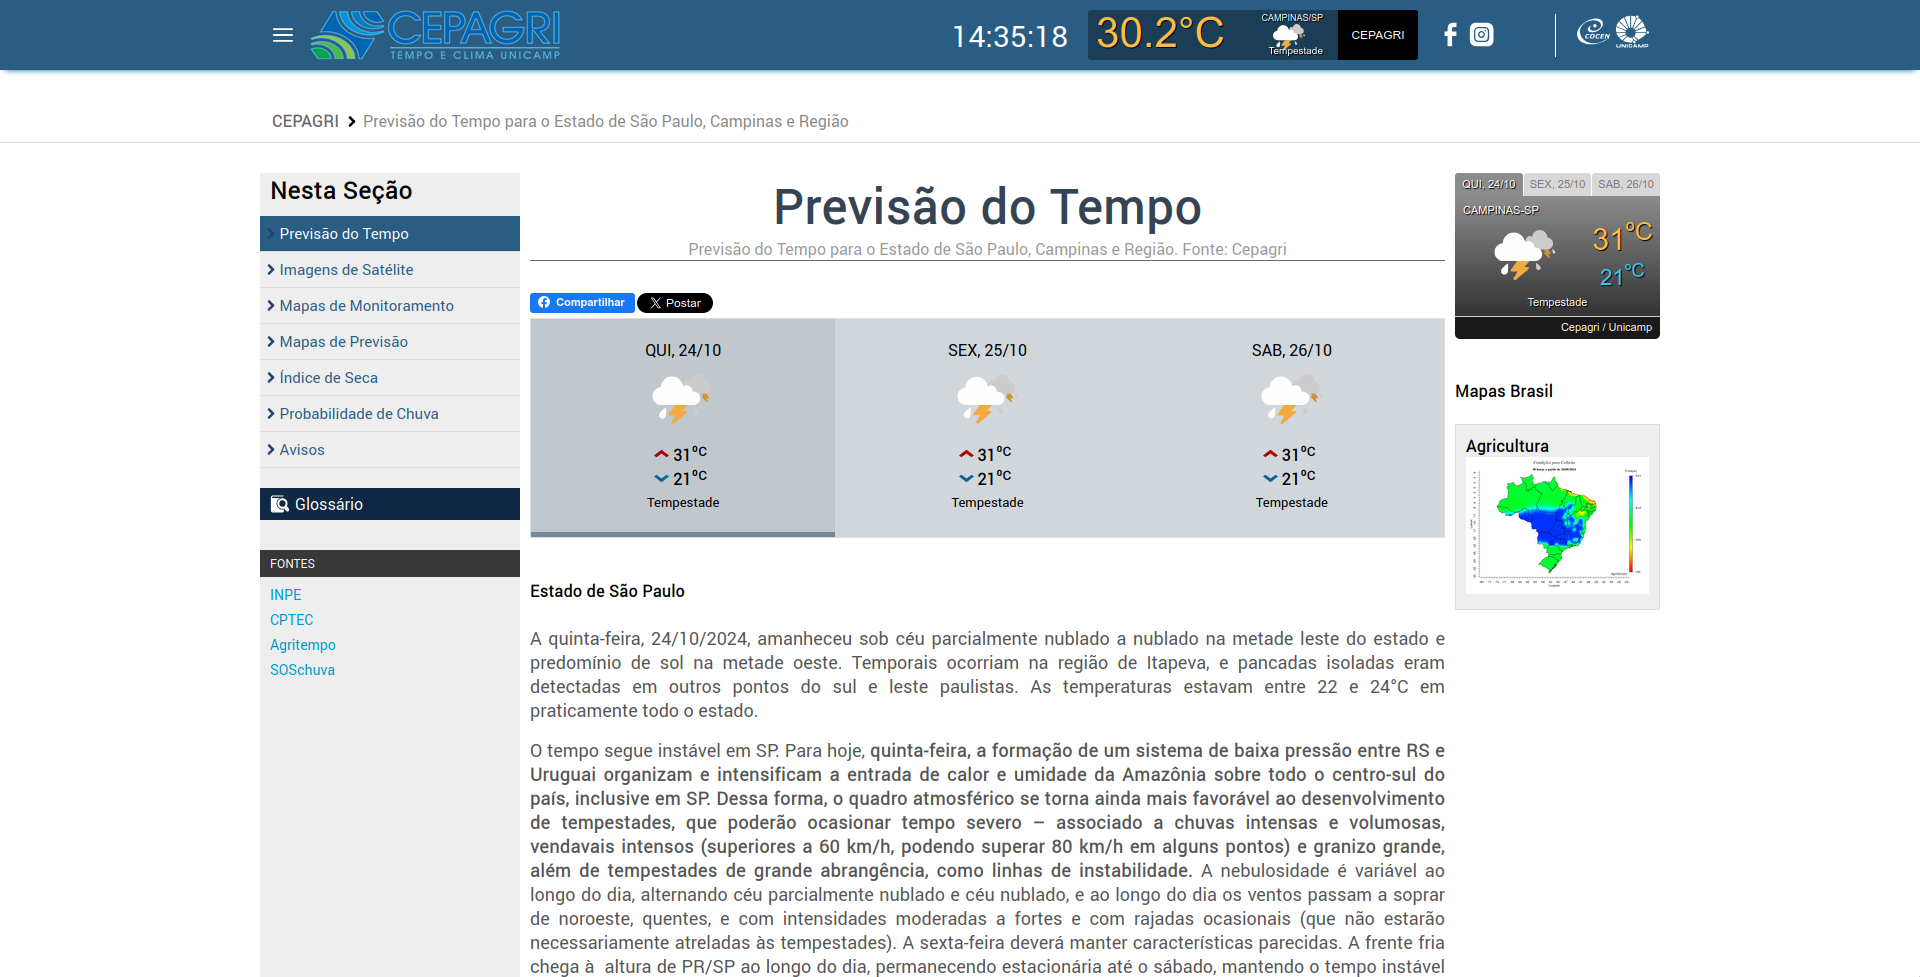 CEPAGRI
TEMPO E CLIMA UNICAMP
14:35:18
30.2°C
CAMPINAS/SP
Tempestade
CEPAGRI
COCEN
UNICAMP
CEPAGRI Previsão do Tempo para o Estado de São Paulo, Campinas e Região
Nesta Seção
Previsão do Tempo
Imagens de Satélite
Mapas de Monitoramento
Mapas de Previsão
Índice de Seca
Probabilidade de Chuva
Avisos
Glossário
FONTES
INPE
CPTEC
Agritempo
SOSchuva
Previsão do Tempo
Previsão do Tempo para o Estado de São Paulo, Campinas e Região. Fonte: Cepagri
Compartilhar
Postar
QUI, 24/10
31ºC
21ºC
Tempestade
SEX, 25/10
31ºC
21ºC
Tempestade
SAB, 26/10
31ºC
21ºC
Tempestade
Estado de São Paulo
A quinta-feira, 24/10/2024, amanheceu sob céu parcialmente nublado a nublado na metade leste do estado e
predomínio de sol na metade oeste. Temporais ocorriam na região de Itapeva, e pancadas isoladas eram
detectadas em outros pontos do sul e leste paulistas. As temperaturas estavam entre 22 e 24°C em
praticamente todo o estado.
O tempo segue instável em SP. Para hoje, quinta-feira, a formação de um sistema de baixa pressão entre RS e
Uruguai organizam e intensificam a entrada de calor e umidade da Amazônia sobre todo o centro-sul do
país, inclusive em SP. Dessa forma, o quadro atmosférico se torna ainda mais favorável ao desenvolvimento
de tempestades, que poderão ocasionar tempo severo – associado a chuvas intensas e volumosas,
vendavais intensos (superiores a 60 km/h, podendo superar 80 km/h em alguns pontos) e granizo grande,
além de tempestades de grande abrangência, como linhas de instabilidade. A nebulosidade é variável ao
longo do dia, alternando céu parcialmente nublado e céu nublado, e ao longo do dia os ventos passam a soprar
de noroeste, quentes, e com intensidades moderadas a fortes e com rajadas ocasionais (que não estarão
necessariamente atreladas às tempestades). A sexta-feira deverá manter características parecidas. A frente fria
chega à altura de PR/SP ao longo do dia, permanecendo estacionária até o sábado, mantendo o tempo instável
QUI, 24/10
SEX, 25/10
SAB, 26/10
CAMPINAS-SP
31ºC
21ºC
Tempestade
Cepagri / Unicamp
Mapas Brasil
Agricultura
Condições para Colheita